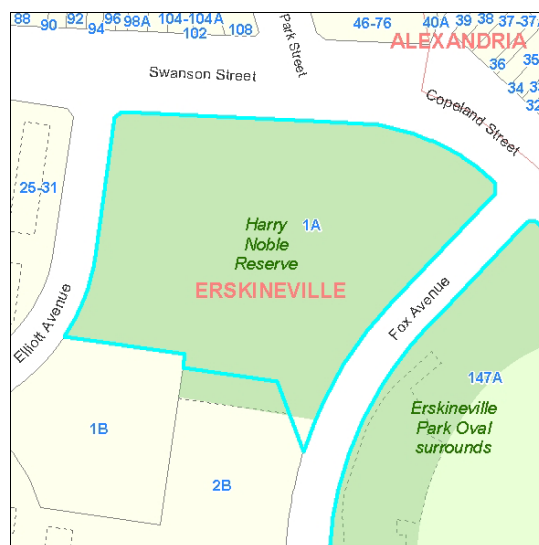 88
90
92
94
96
98A
104-104A
102
108
Park Street
46-76
40A
39
38
37-37A
ALEXANDRIA
36
35
34
32
Swanson Street
Copeland Street
25-31
Harry
Noble
Reserve
1A
ERSKINEVILLE
Elliott Avenue
Fox Avenue
147A
Erskineville
Park Oval
surrounds
1B
2B